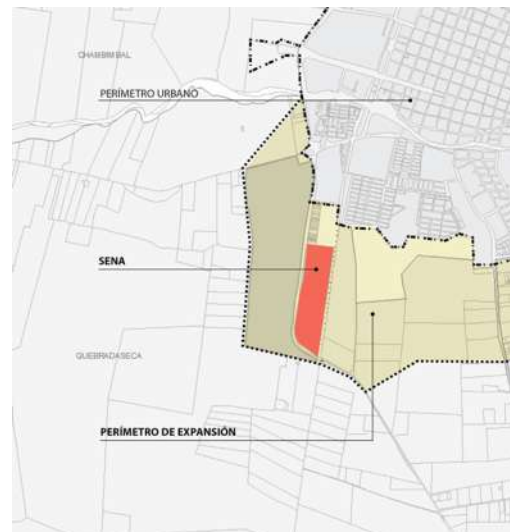 CHAMBIMBAL
PERÍMETRO URBANO
SENA
QUEBRADASECA
PERÍMETRO DE EXPANSIÓN